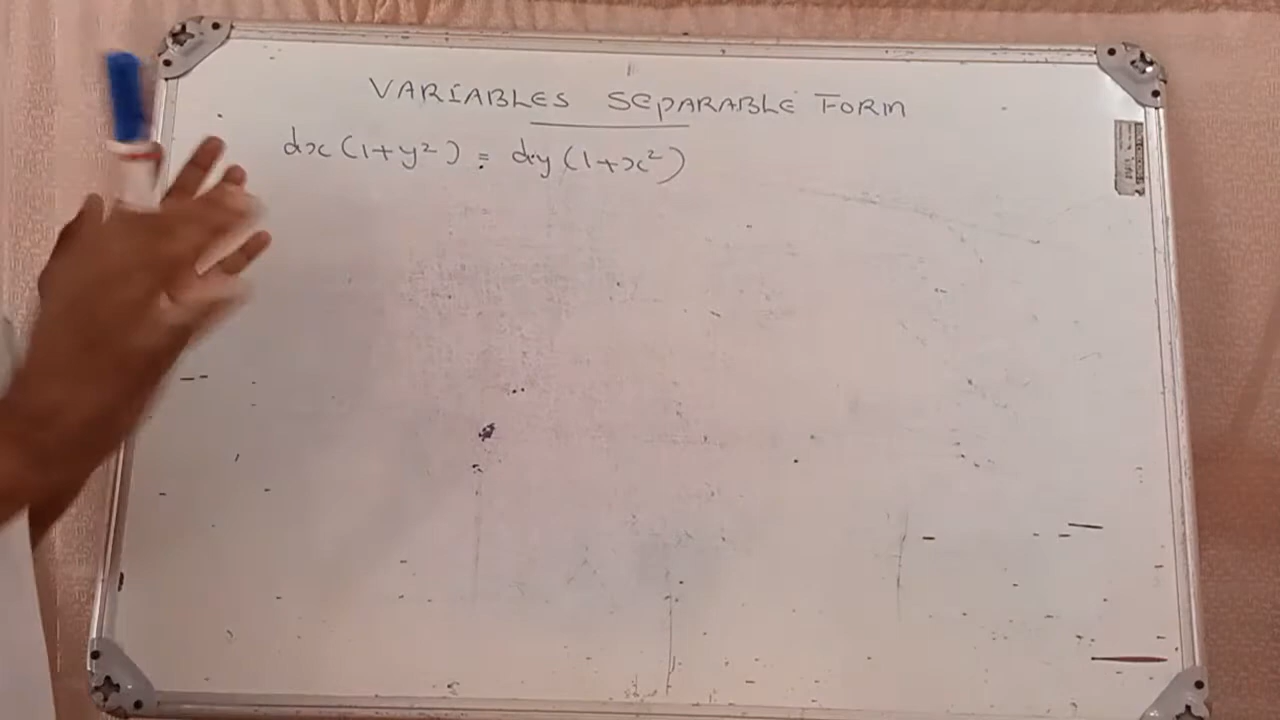 VARIABLES SEPARABLE FORM
dx(1+y²) = dy(1+x²)